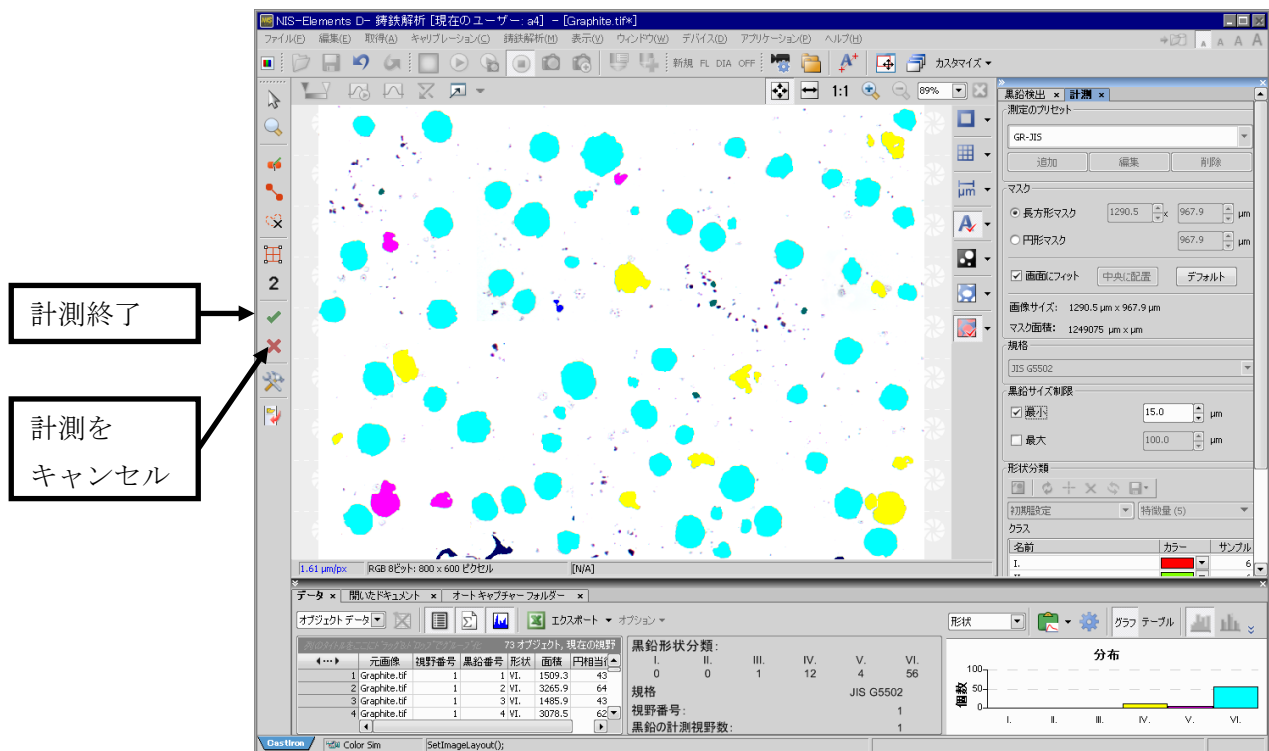 NIS-Elements D- 鋳鉄解析 [現在のユーザー: a4] - [Graphite.tif*]
ファイル(F) 編集(E) 取得(A) キャリブレーション(C) 鋳鉄解析(M) 表示(V) ウィンドウ(W) デバイス(D) アプリケーション(P) ヘルプ(H)
A A A A
新規 FL DIA OFF カスタマイズ
1:1 89%
黒鉛検出 × 計測 ×
測定のプリセット
GR-JIS
追加 編集 削除
マスク
長方形マスク 1290.5 x 967.9 μm
円形マスク 967.9 μm
画面にフィット 中央に配置 デフォルト
画像サイズ: 1290.5 μm x 967.9 μm
マスク面積: 1249075 μm x μm
規格
JIS G5502
黒鉛サイズ制限
最小 15.0 μm
最大 100.0 μm
形状分類
初期設定 特徴量 (5)
クラス
名前 カラー サンプル
I. 6
μm
2
計測終了
計測を
キャンセル
1.61 μm/px RGB 8ビット: 800 x 600 ピクセル [N/A]
データ × 開いたドキュメント × オートキャプチャーフォルダー ×
オブジェクト データ エクスポート オプション
形状 グラフ テーブル
73 オブジェクト, 現在の視野
元画像 視野番号 黒鉛番号 形状 面積 円相当
1 Graphite.tif 1 1 VI. 1509.3 43
2 Graphite.tif 1 2 VI. 3265.9 64
3 Graphite.tif 1 3 VI. 1485.9 43
4 Graphite.tif 1 4 VI. 3078.5 62
黒鉛形状分類:
I. II. III. IV. V. VI.
0 0 1 12 4 56
規格 JIS G5502
視野番号: 1
黒鉛の計測視野数: 1
分布
個数
100
50
0
I. II. III. IV. V. VI.
CastIron Color Sim SetImageLayout();